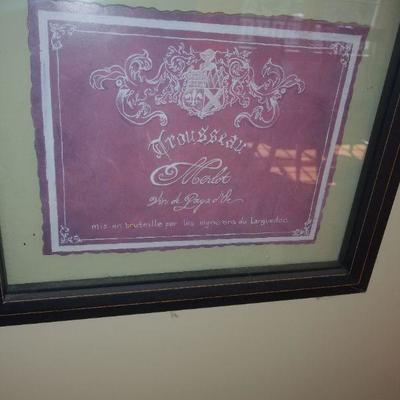 Trousseau
Merlot
Vin de Pays d'Oc
mis en bouteille par les vignerons du Languedoc